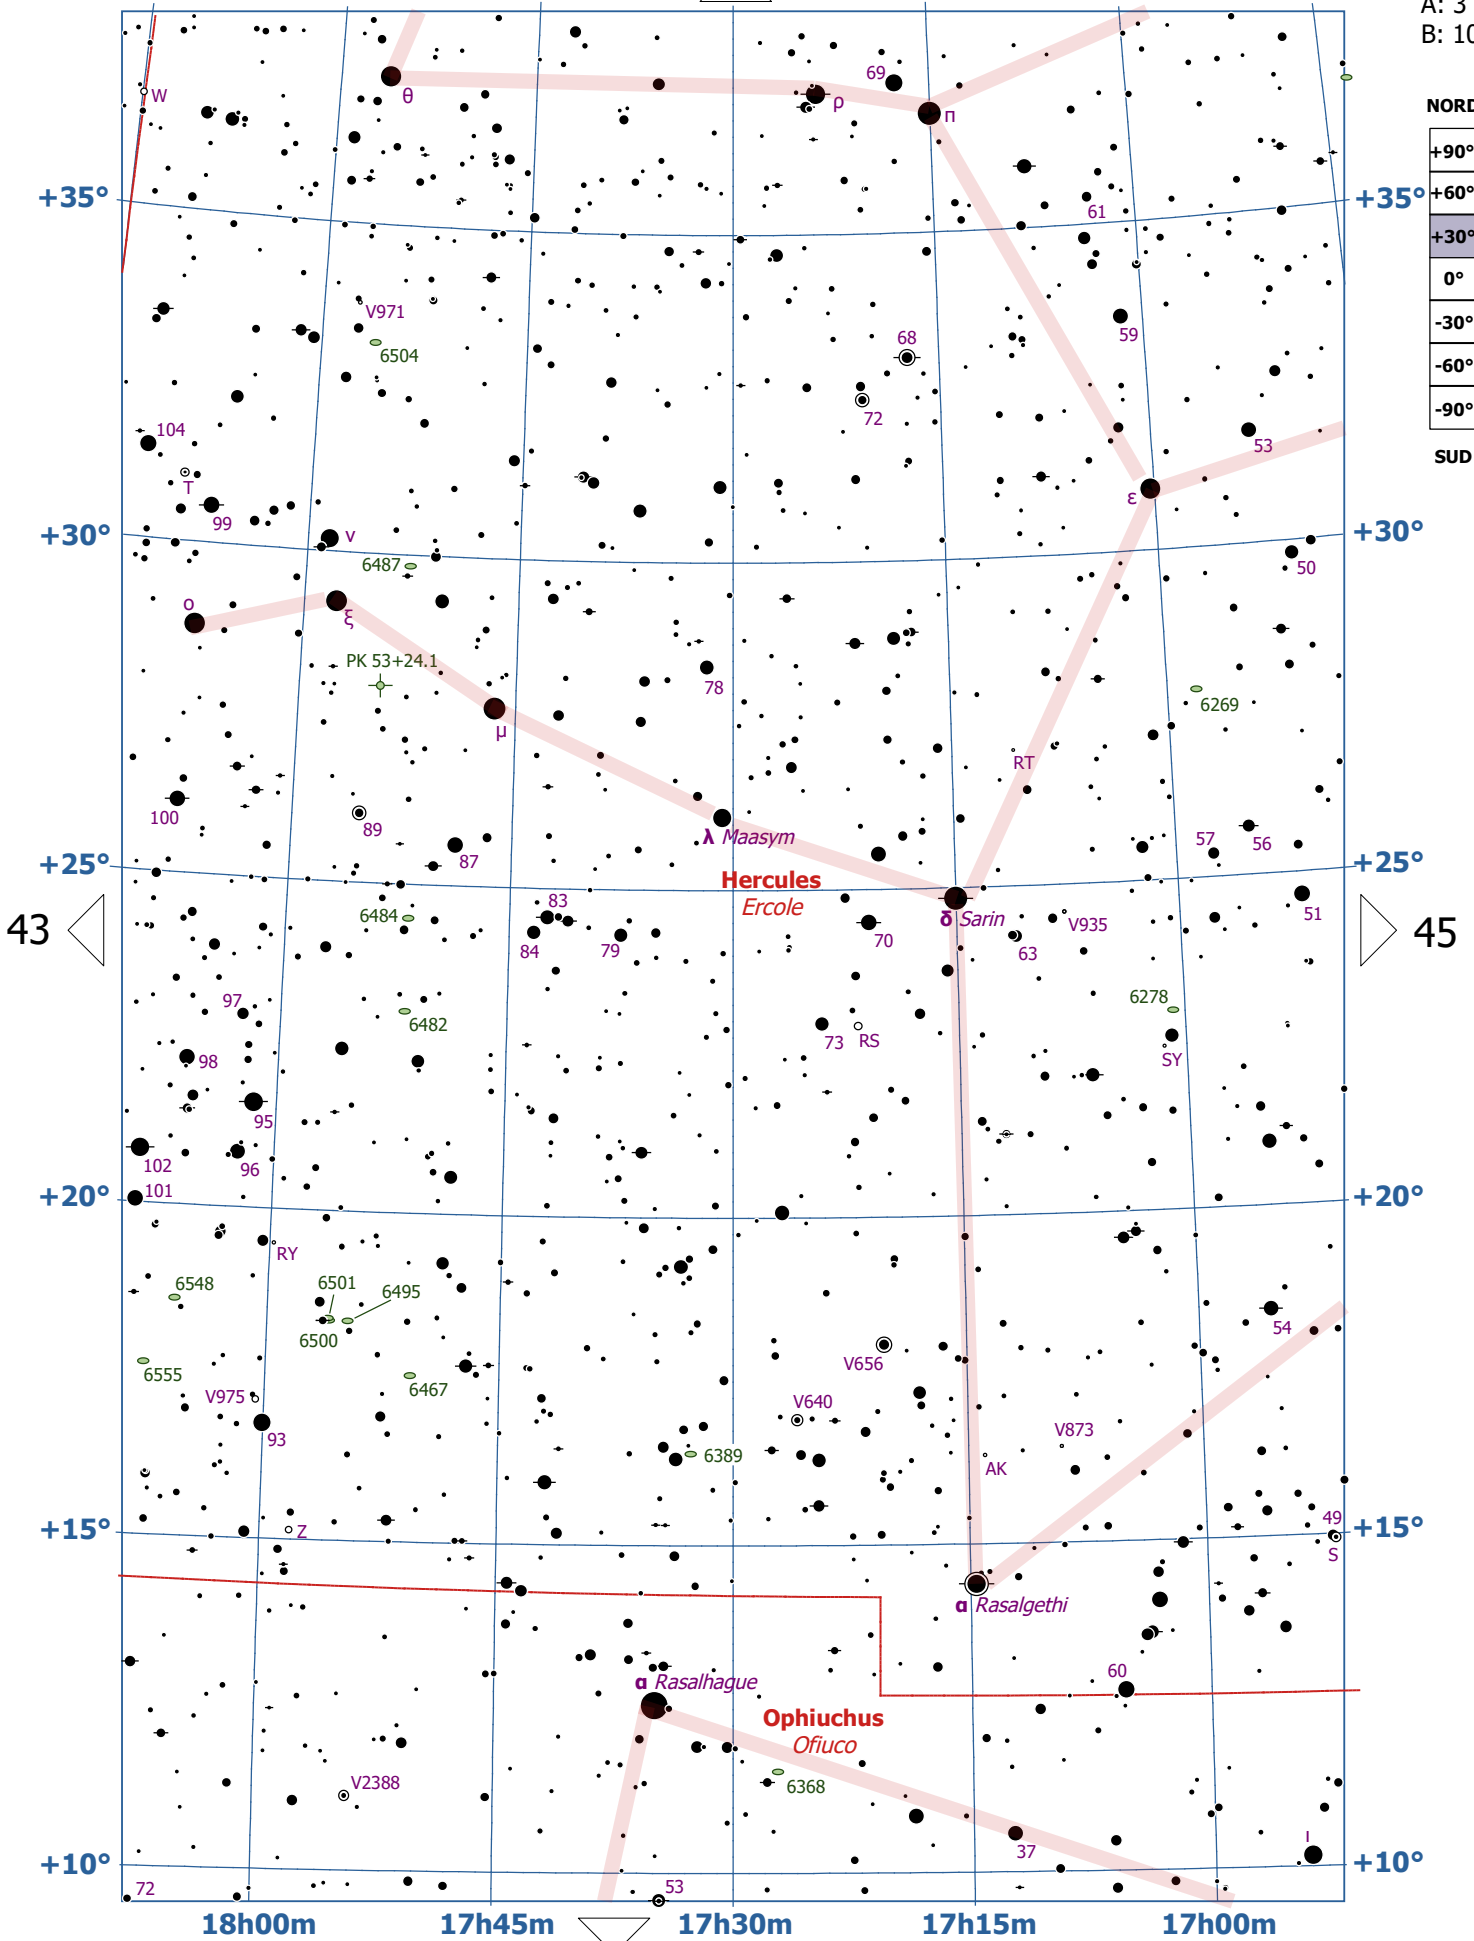 A: 3
B: 10
W
θ
69
ρ
π
NORD
+90°
+35°
+60°
+35°
61
+30°
0°
V971
-30°
59
6504
68
-60°
72
-90°
104
53
SUD
T
ε
99
ν
+30°
+30°
6487
50
ο
ξ
PK 53+24.1
78
6269
μ
RT
100
89
λ Maasym
57
56
87
+25°
+25°
Hercules
83
Ercole
6484
δ Sarin
V935
51
43
70
45
84
79
63
97
6278
6482
73
RS
98
SY
95
102
96
101
+20°
+20°
RY
6548
6501
6495
54
6500
V656
6555
6467
V975
V640
93
V873
6389
AK
49
+15°
Z
+15°
S
α Rasalgethi
60
α Rasalhague
Ophiuchus
Ofiuco
V2388
6368
ι
37
+10°
+10°
72
53
18h00m
17h45m
17h30m
17h15m
17h00m